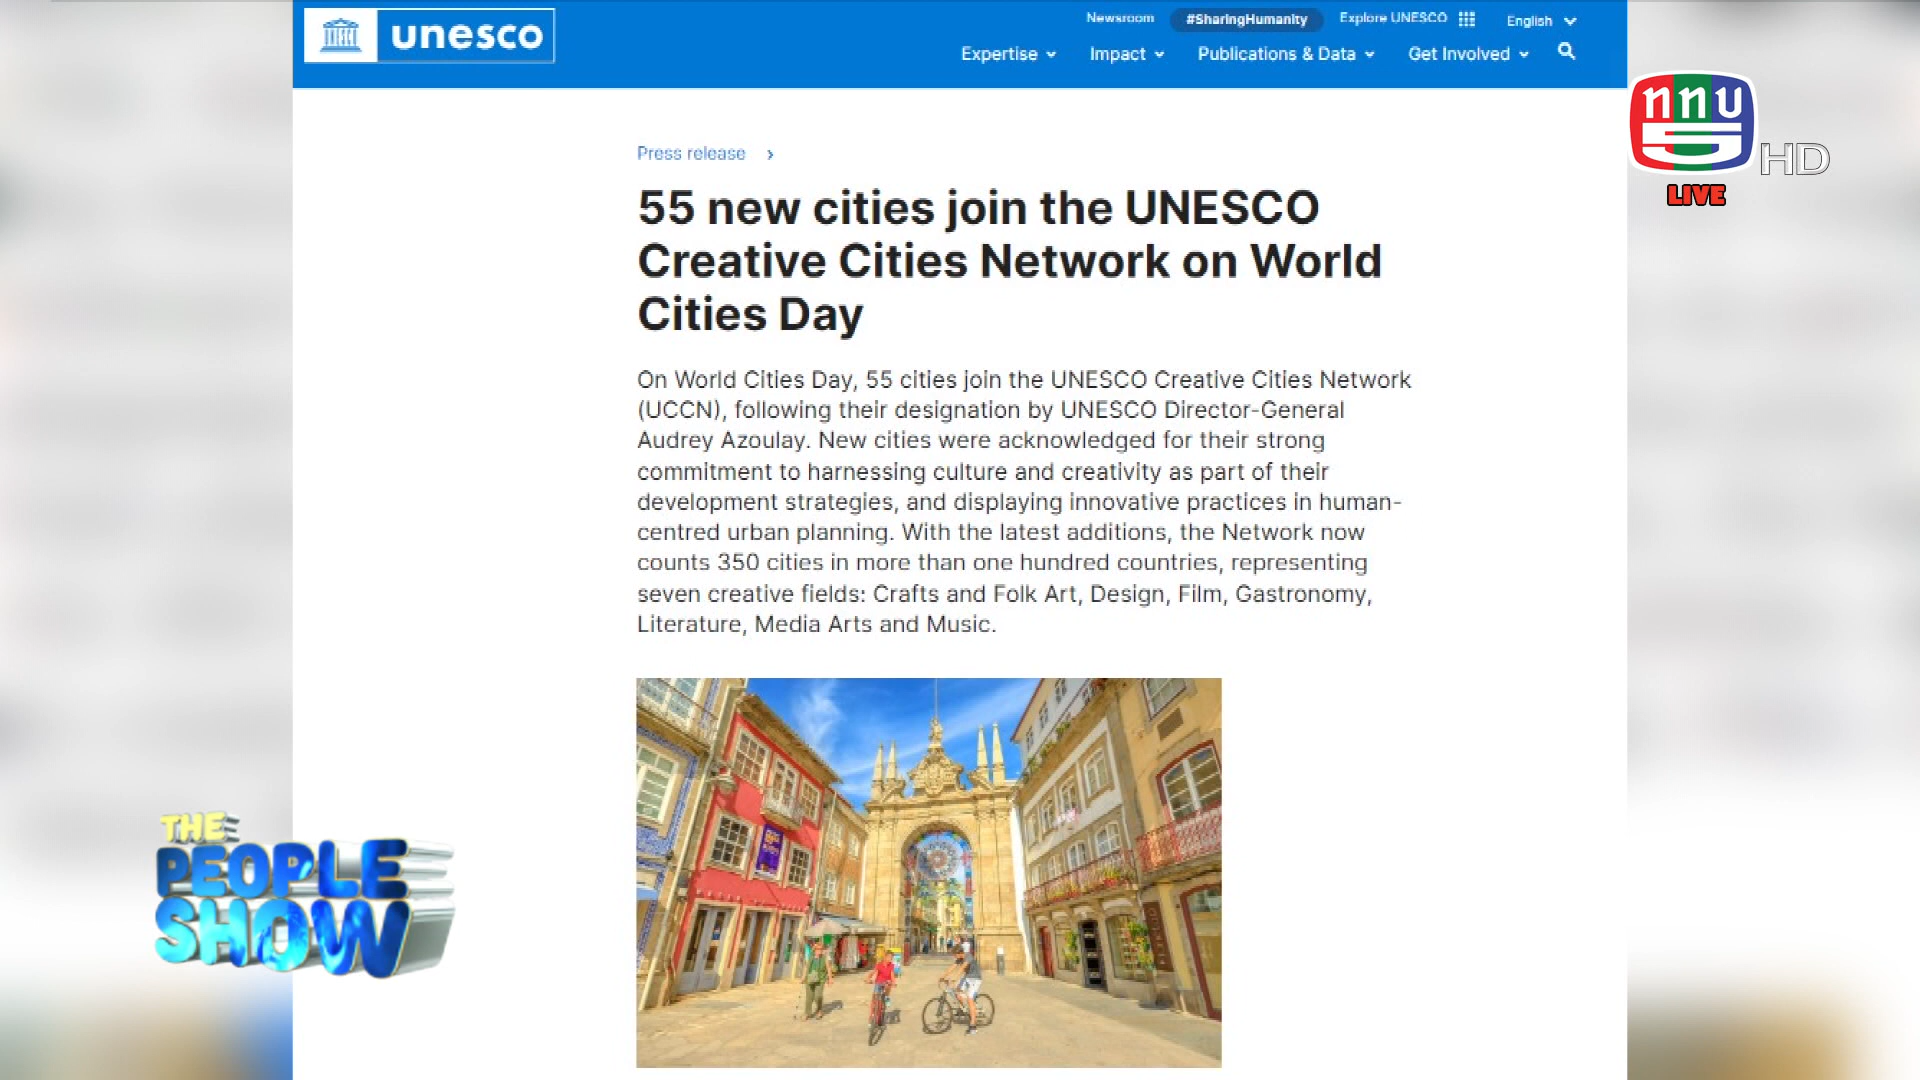 unesco
Newsroom
#SharingHumanity
Explore UNESCO
English
Expertise
Impact
Publications & Data
Get Involved
ททบ
5
HD
LIVE
Press release
55 new cities join the UNESCO
Creative Cities Network on World
Cities Day
On World Cities Day, 55 cities join the UNESCO Creative Cities Network
(UCCN), following their designation by UNESCO Director-General
Audrey Azoulay. New cities were acknowledged for their strong
commitment to harnessing culture and creativity as part of their
development strategies, and displaying innovative practices in human-
centred urban planning. With the latest additions, the Network now
counts 350 cities in more than one hundred countries, representing
seven creative fields: Crafts and Folk Art, Design, Film, Gastronomy,
Literature, Media Arts and Music.
THE
PEOPLE
SHOW